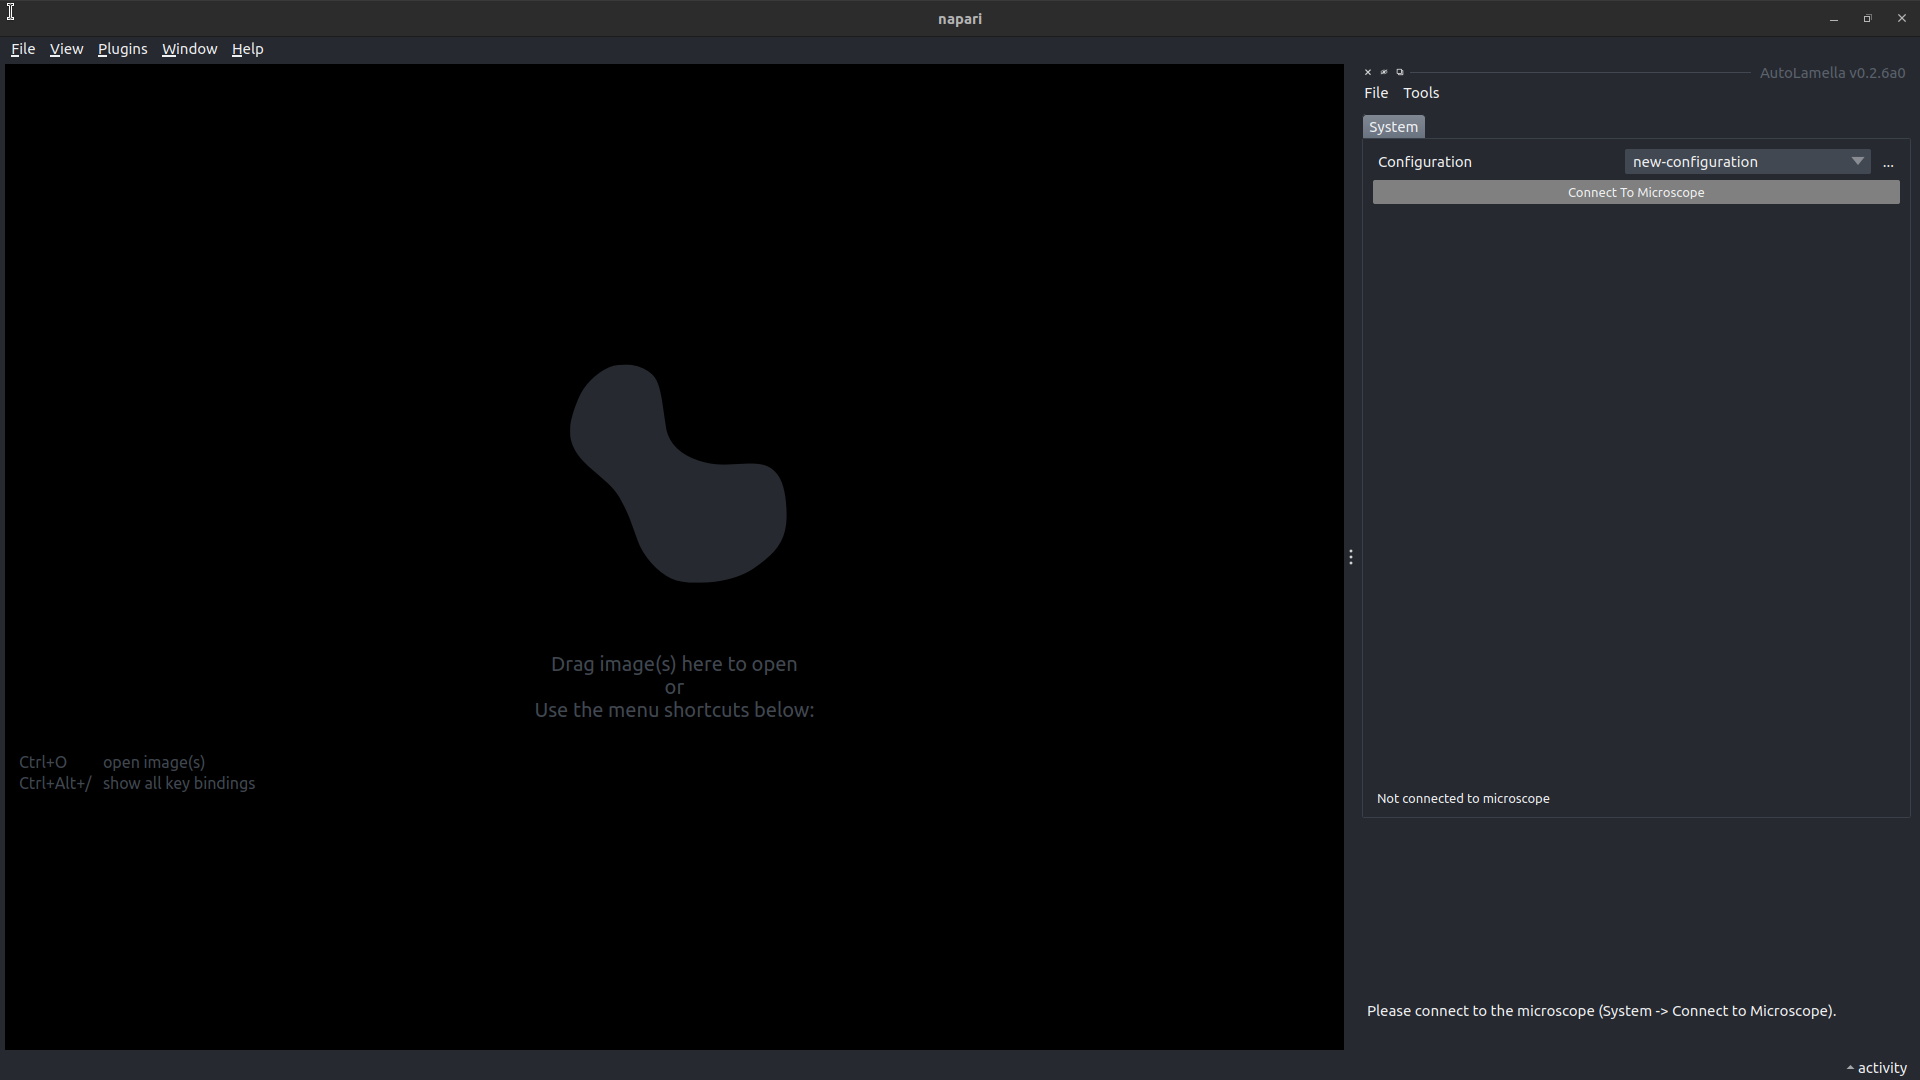 napari
File View Plugins Window Help
AutoLamella v0.2.6a0
File Tools
System
Configuration new-configuration ...
Connect To Microscope
Drag image(s) here to open
or
Use the menu shortcuts below:
Ctrl+O open image(s)
Ctrl+Alt+/ show all key bindings
Not connected to microscope
Please connect to the microscope (System -> Connect to Microscope).
activity